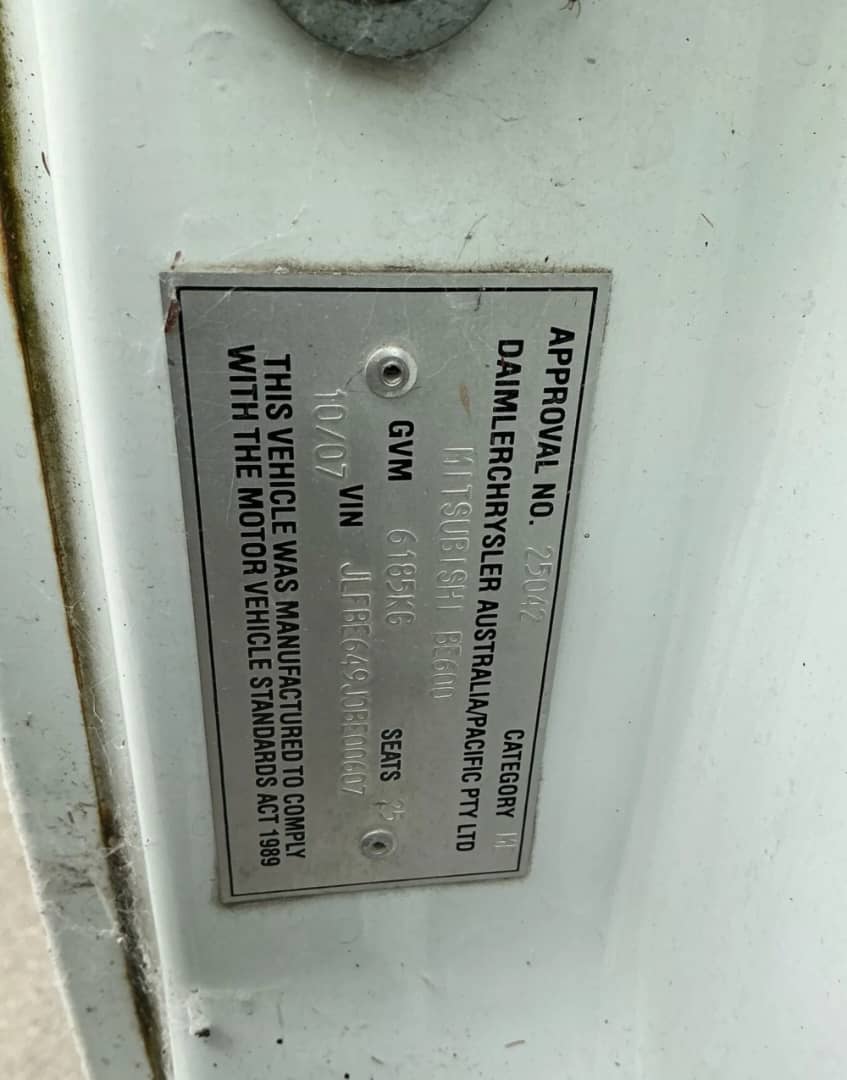 APPROVAL NO. 25042 CATEGORY
DAIMLERCHRYSLER AUSTRALIA/PACIFIC PTY LTD
MITSUBISHI BE600
GVM 6185KG SEATS 25
10/07 VIN JLFBE649J0BE00607
THIS VEHICLE WAS MANUFACTURED TO COMPLY
WITH THE MOTOR VEHICLE STANDARDS ACT 1989